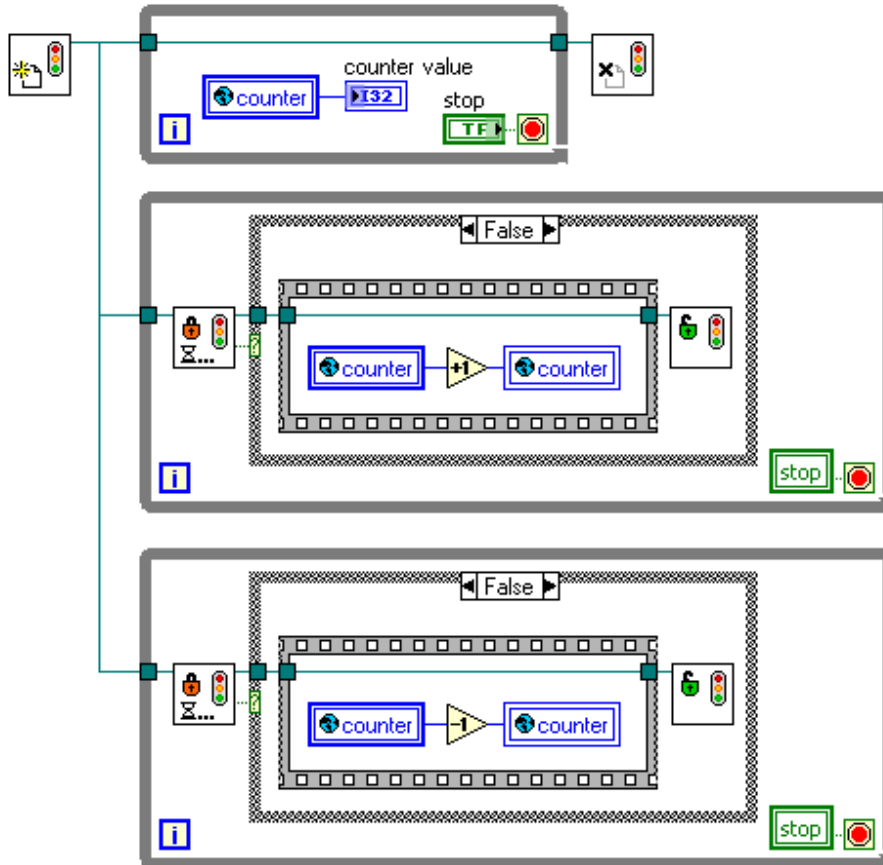 counter value
counter
I32
stop
TF
i
False
?
counter
+1
counter
stop
i
False
?
counter
-1
counter
stop
i